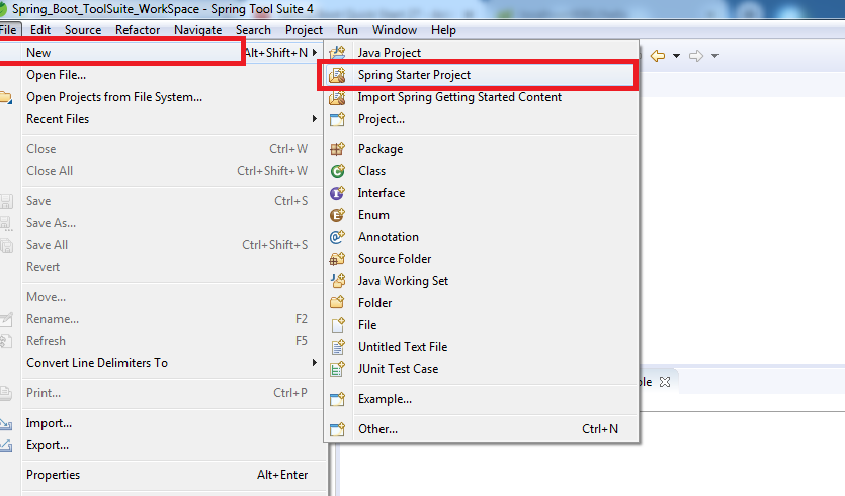 Spring_Boot_ToolSuite_WorkSpace - Spring Tool Suite 4
File Edit Source Refactor Navigate Search Project Run Window Help
New Alt+Shift+N
Open File...
Open Projects from File System...
Recent Files
Close Ctrl+W
Close All Ctrl+Shift+W
Save Ctrl+S
Save As...
Save All Ctrl+Shift+S
Revert
Move...
Rename... F2
Refresh F5
Convert Line Delimiters To
Print... Ctrl+P
Import...
Export...
Properties Alt+Enter
Java Project
Spring Starter Project
Import Spring Getting Started Content
Project...
Package
Class
Interface
Enum
Annotation
Source Folder
Java Working Set
Folder
File
Untitled Text File
JUnit Test Case
Example...
Other... Ctrl+N